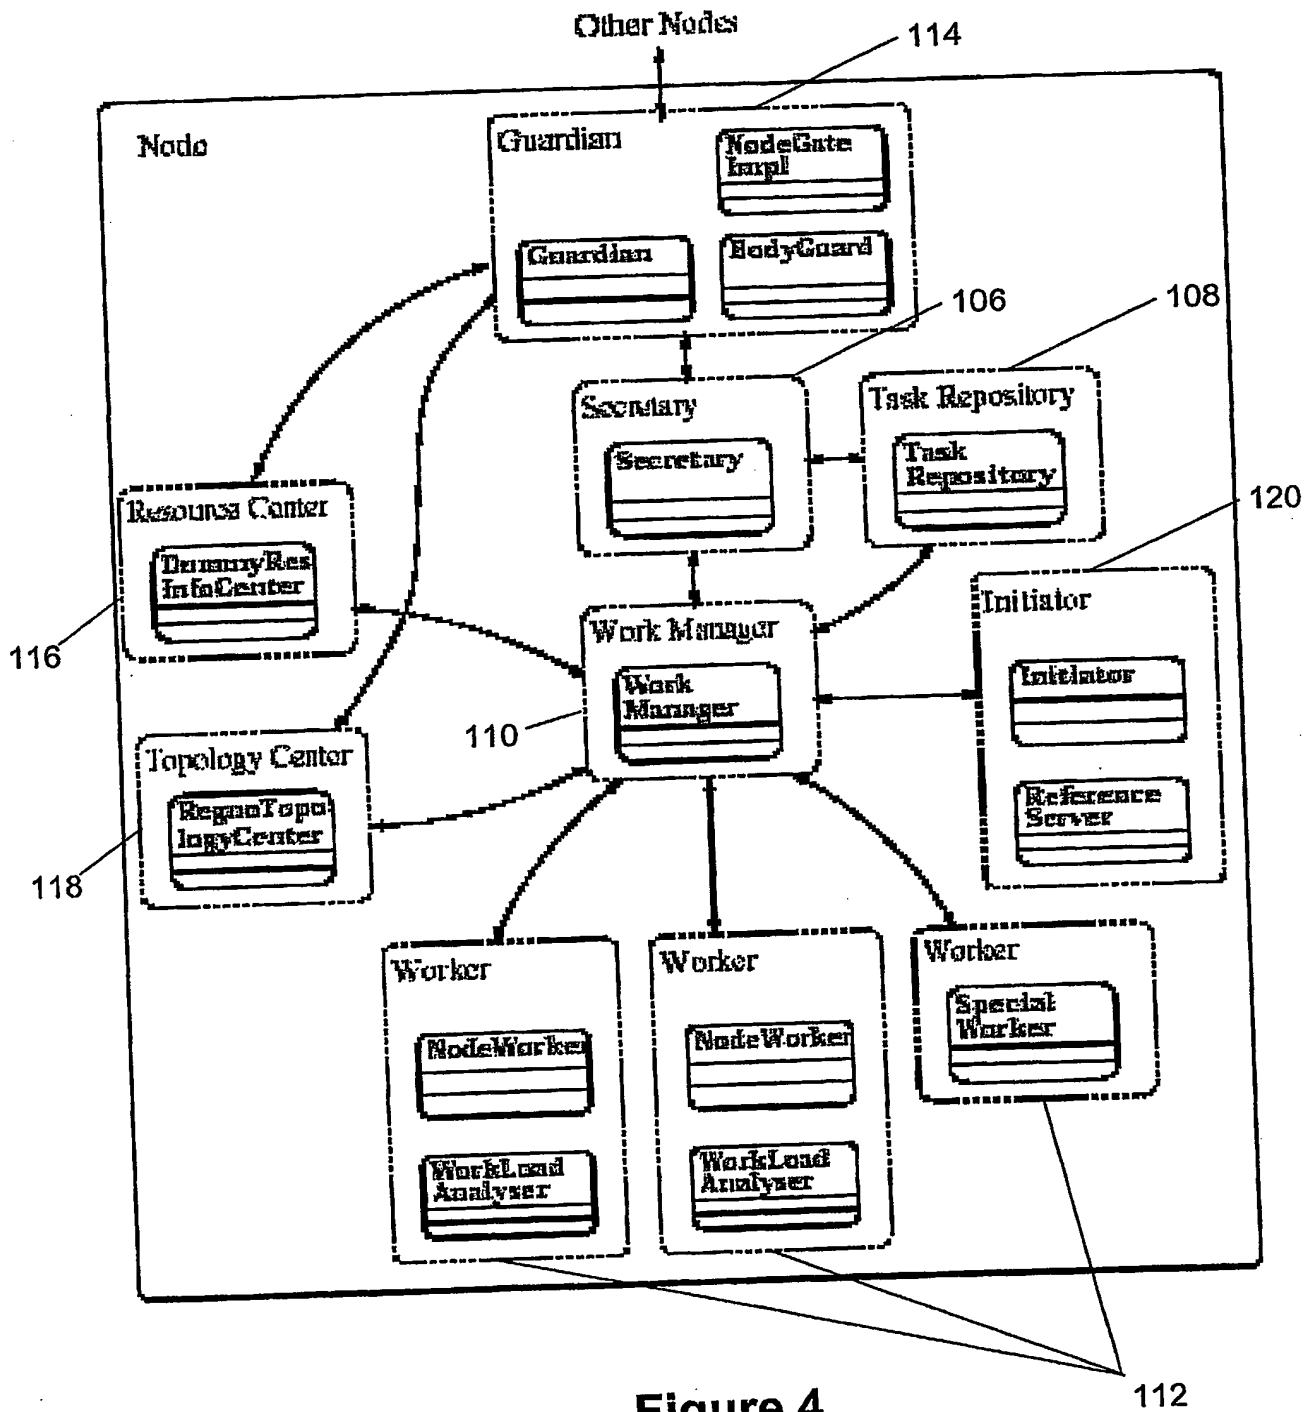 Other Nodes
114
Node
Guardian
NodeGate
Impl
Guardian
BodyGuard
106
108
Secretary
Task Repository
Secretary
Task
Repository
120
Resource Center
DummyRes
InfoCenter
Initiator
116
Work Manager
Work
Manager
Initiator
110
Topology Center
Reference
Server
118
Worker
Worker
Worker
NodeWorker
NodeWorker
Special
Worker
WorkLoad
Analyser
WorkLoad
Analyser
112
Figure 4